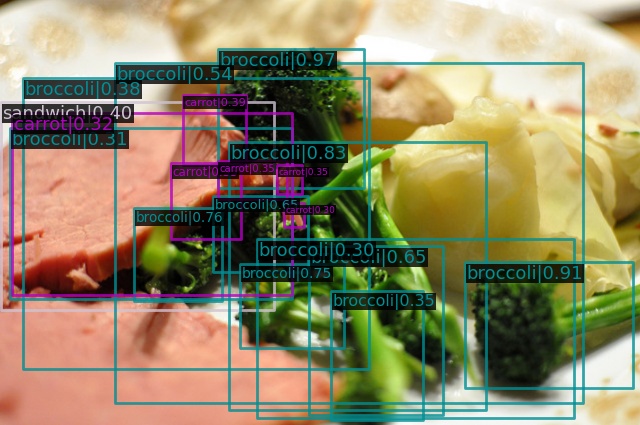 broccoli|0.97
broccoli|0.54
broccoli|0.38
carrot|0.39
sandwich|0.40
carrot|0.32
broccoli|0.31
broccoli|0.83
carrot|0.35
carrot|0.35
broccoli|0.65
carrot|0.30
broccoli|0.76
broccoli|0.30
broccoli|0.65
broccoli|0.75
broccoli|0.91
broccoli|0.35